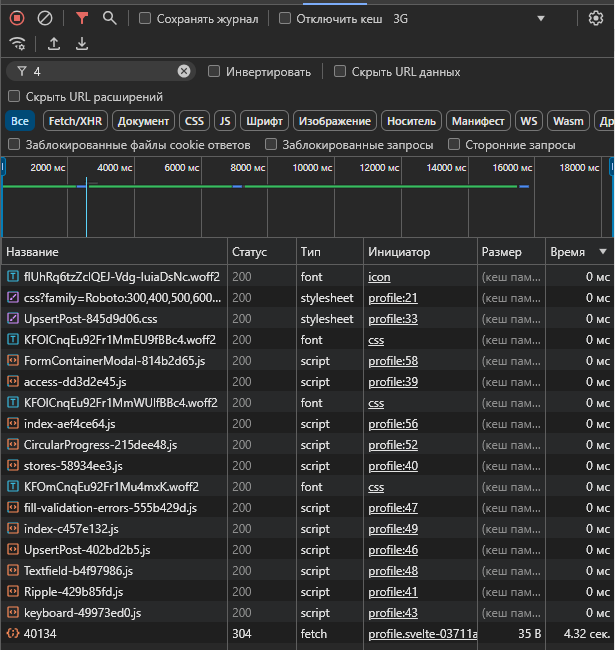 Сохранять журнал Отключить кеш 3G
4 Инвертировать Скрыть URL данных
Скрыть URL расширений
Все Fetch/XHR Документ CSS JS Шрифт Изображение Носитель Манифест WS Wasm Др
Заблокированные файлы cookie ответов Заблокированные запросы Сторонние запросы
2000 мс 4000 мс 6000 мс 8000 мс 10000 мс 12000 мс 14000 мс 16000 мс 18000 мс
Название Статус Тип Инициатор Размер Время
flUhRq6tzZclQEJ-Vdg-IuiaDsNc.woff2 200 font icon (кеш пам... 0 мс
css?family=Roboto:300,400,500,600... 200 stylesheet profile:21 (кеш пам... 0 мс
UpsertPost-845d9d06.css 200 stylesheet profile:33 (кеш пам... 0 мс
KFOlCnqEu92Fr1MmEU9fBBc4.woff2 200 font css (кеш пам... 0 мс
FormContainerModal-814b2d65.js 200 script profile:58 (кеш пам... 0 мс
access-dd3d2e45.js 200 script profile:39 (кеш пам... 0 мс
KFOlCnqEu92Fr1MmWUlfBBc4.woff2 200 font css (кеш пам... 0 мс
index-aef4ce64.js 200 script profile:56 (кеш пам... 0 мс
CircularProgress-215dee48.js 200 script profile:52 (кеш пам... 0 мс
stores-58934ee3.js 200 script profile:40 (кеш пам... 0 мс
KFOmCnqEu92Fr1Mu4mxK.woff2 200 font css (кеш пам... 0 мс
fill-validation-errors-555b429d.js 200 script profile:47 (кеш пам... 0 мс
index-c457e132.js 200 script profile:49 (кеш пам... 0 мс
UpsertPost-402bd2b5.js 200 script profile:46 (кеш пам... 0 мс
Textfield-b4f97986.js 200 script profile:48 (кеш пам... 0 мс
Ripple-429b85fd.js 200 script profile:41 (кеш пам... 0 мс
keyboard-49973ed0.js 200 script profile:43 (кеш пам... 0 мс
40134 304 fetch profile.svelte-03711a 35 B 4.32 сек.